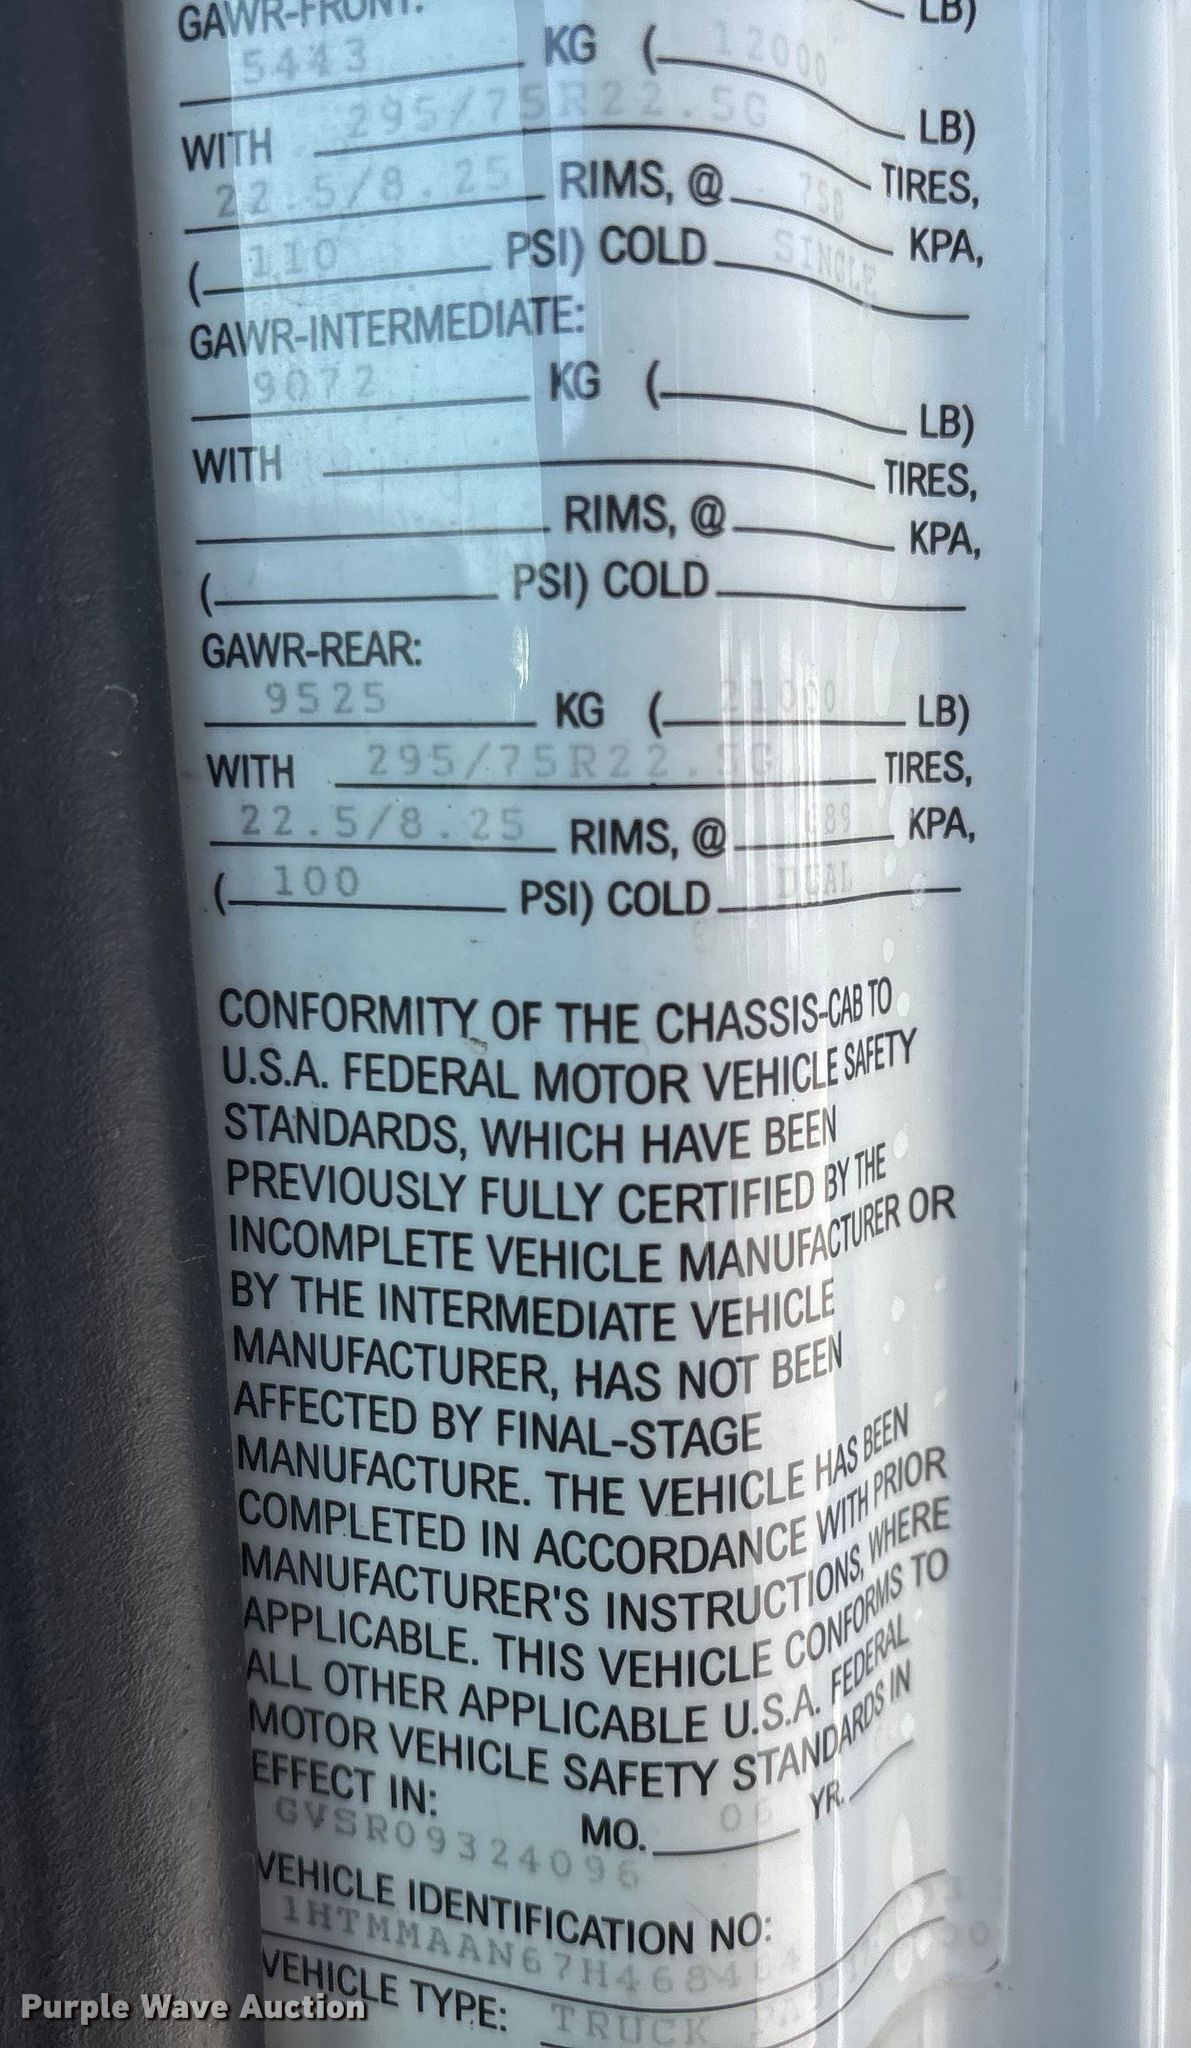 GAWR-FRONT: LB)
5443 KG ( 12000 LB)
WITH 295/75R22.5G TIRES,
22.5/8.25 RIMS, @ 758 KPA,
( 110 PSI) COLD SINGLE
GAWR-INTERMEDIATE:
9072 KG ( LB)
WITH TIRES,
RIMS, @ KPA,
( PSI) COLD
GAWR-REAR:
9525 KG ( 21000 LB)
WITH 295/75R22.5G TIRES,
22.5/8.25 RIMS, @ 689 KPA,
( 100 PSI) COLD DUAL
CONFORMITY OF THE CHASSIS-CAB TO
U.S.A. FEDERAL MOTOR VEHICLE SAFETY
STANDARDS, WHICH HAVE BEEN
PREVIOUSLY FULLY CERTIFIED BY THE
INCOMPLETE VEHICLE MANUFACTURER OR
BY THE INTERMEDIATE VEHICLE
MANUFACTURER, HAS NOT BEEN
AFFECTED BY FINAL-STAGE
MANUFACTURE. THE VEHICLE HAS BEEN
COMPLETED IN ACCORDANCE WITH PRIOR
MANUFACTURER'S INSTRUCTIONS, WHERE
APPLICABLE. THIS VEHICLE CONFORMS TO
ALL OTHER APPLICABLE U.S.A. FEDERAL
MOTOR VEHICLE SAFETY STANDARDS IN
EFFECT IN: MO. 06 YR.
GVSR09324096
VEHICLE IDENTIFICATION NO:
VEHICLE TYPE: TRUCK
Purple Wave Auction